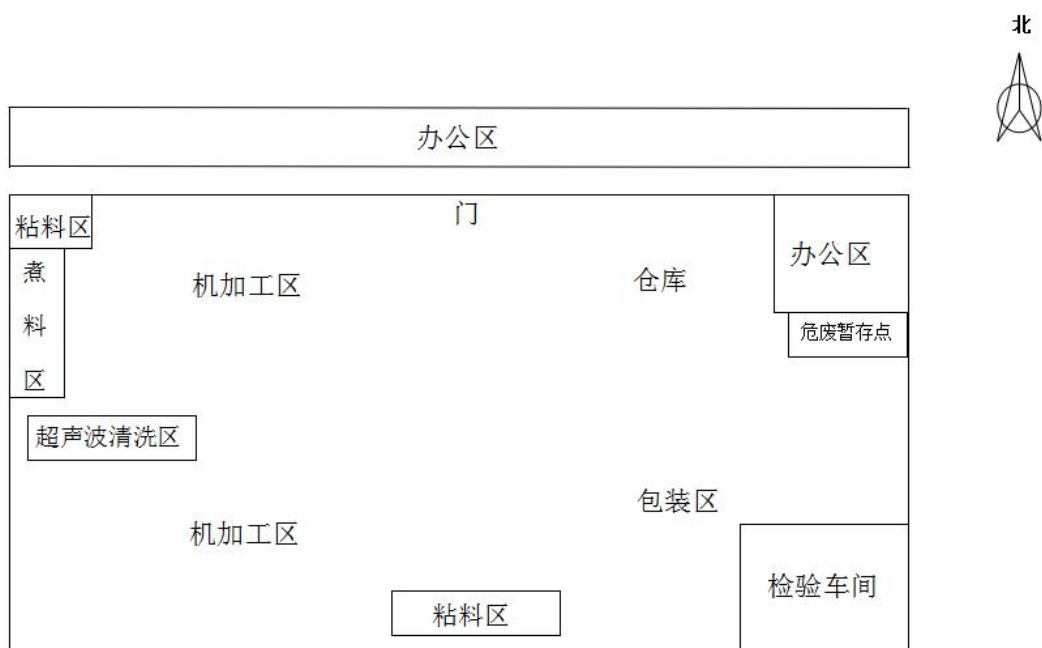 北
办公区
门
粘料区
办公区
煮料区
机加工区
仓库
危废暂存点
超声波清洗区
包装区
机加工区
检验车间
粘料区